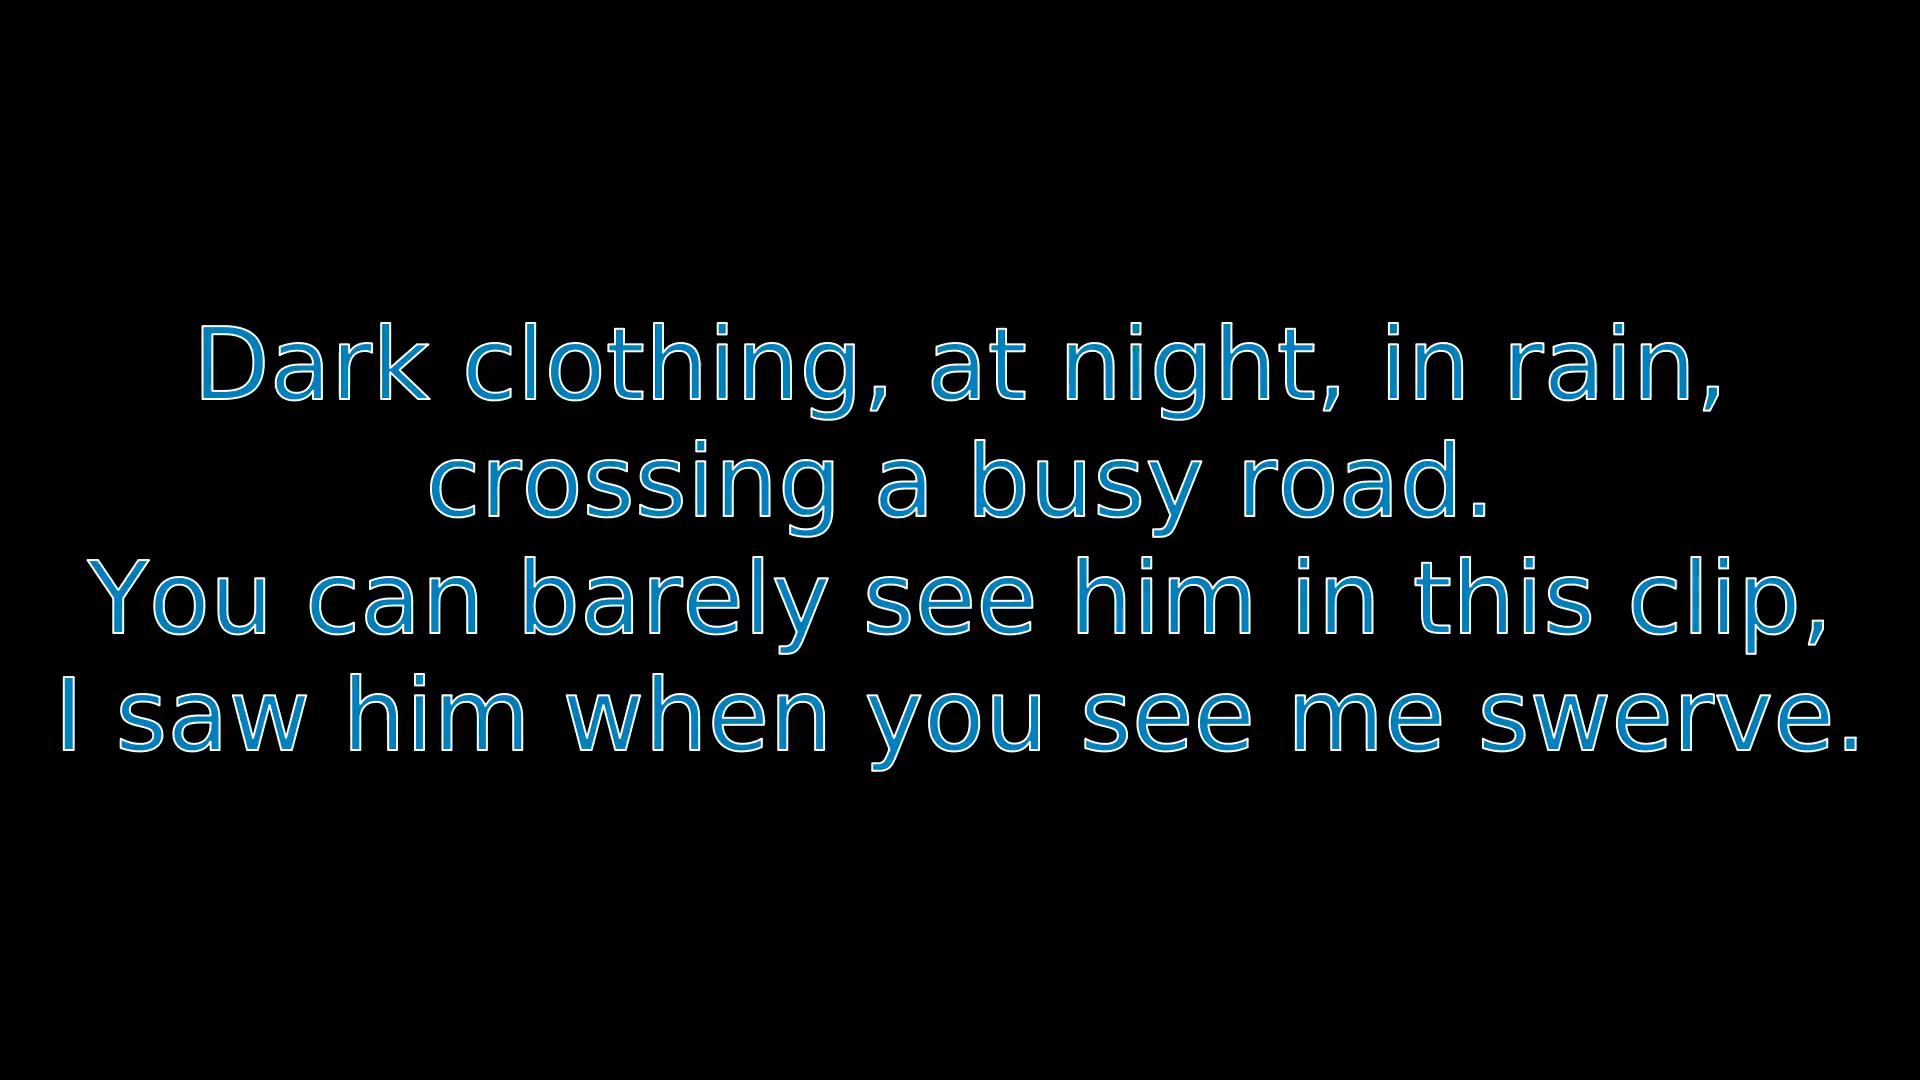 Dark clothing, at night, in rain,
crossing a busy road.
You can barely see him in this clip,
I saw him when you see me swerve.